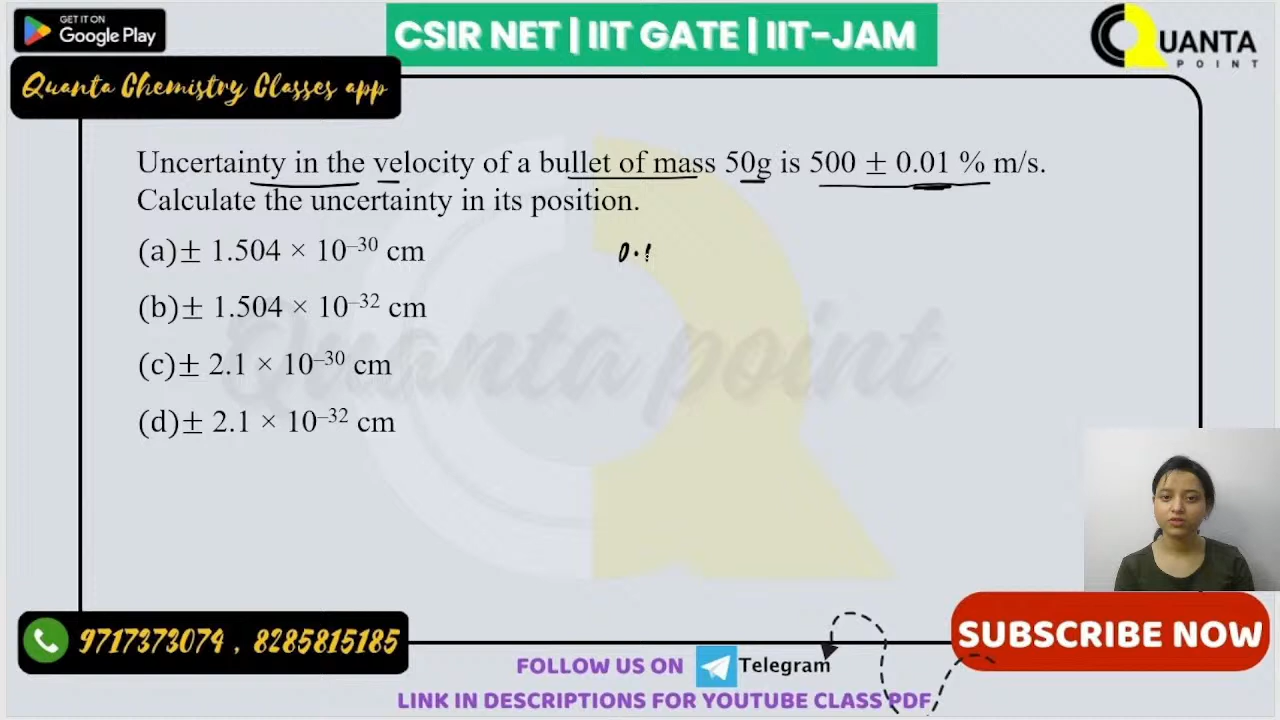 GET IT ON
Google Play
CSIR NET | IIT GATE | IIT-JAM
QUANTA
POINT
Quanta Chemistry Classes app
Uncertainty in the velocity of a bullet of mass 50g is 500 ± 0.01 % m/s.
Calculate the uncertainty in its position.
(a)± 1.504 × 10⁻³⁰ cm
0.1
(b)± 1.504 × 10⁻³² cm
(c)± 2.1 × 10⁻³⁰ cm
(d)± 2.1 × 10⁻³² cm
Quanta point
9717373074 , 8285815185
SUBSCRIBE NOW
FOLLOW US ON Telegram
LINK IN DESCRIPTIONS FOR YOUTUBE CLASS PDF